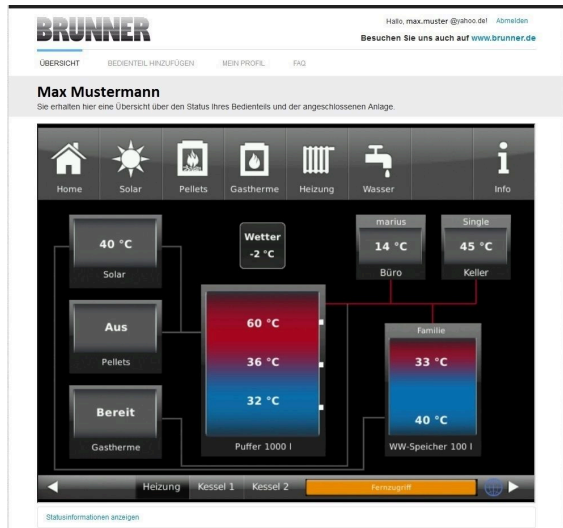 BRUNNER
Hallo, max.muster @yahoo.de! Abmelden
Besuchen Sie uns auch auf www.brunner.de
ÜBERSICHT BEDIENTEIL HINZUFÜGEN MEIN PROFIL FAQ
Max Mustermann
Sie erhalten hier eine Übersicht über den Status Ihres Bedienteils und der angeschlossenen Anlage.
Home Solar Pellets Gastherme Heizung Wasser Info
40 °C
Solar
Wetter
-2 °C
marius
14 °C
Büro
Single
45 °C
Keller
Aus
Pellets
Bereit
Gastherme
60 °C
36 °C
32 °C
Puffer 1000 l
Familie
33 °C
40 °C
WW-Speicher 100 l
Heizung Kessel 1 Kessel 2 Fernzugriff
Statusinformationen anzeigen